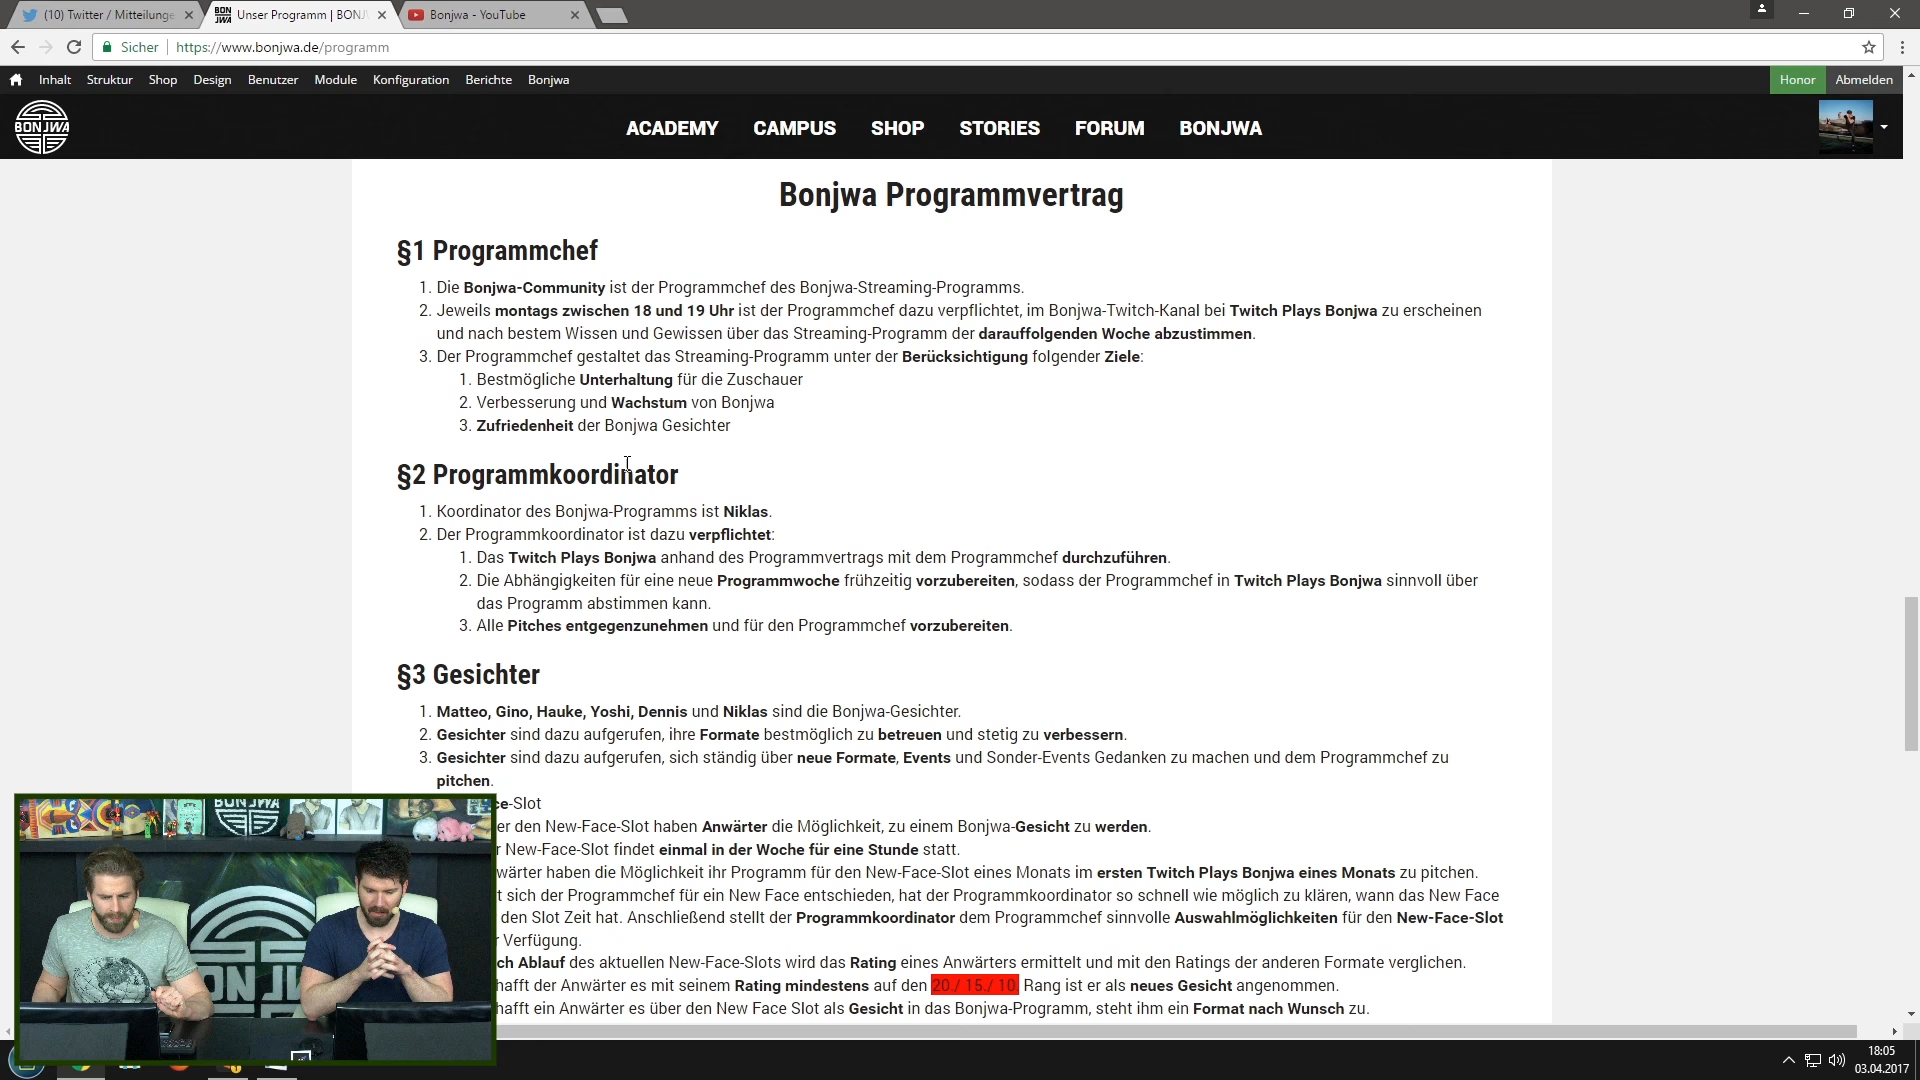 (10) Twitter / Mitteilunge
Unser Programm | BONJ
Bonjwa - YouTube
Sicher
https://www.bonjwa.de/programm
Inhalt Struktur Shop Design Benutzer Module Konfiguration Berichte Bonjwa
Honor Abmelden
BONJWA
ACADEMY CAMPUS SHOP STORIES FORUM BONJWA
Bonjwa Programmvertrag
§1 Programmchef
1. Die Bonjwa-Community ist der Programmchef des Bonjwa-Streaming-Programms.
2. Jeweils montags zwischen 18 und 19 Uhr ist der Programmchef dazu verpflichtet, im Bonjwa-Twitch-Kanal bei Twitch Plays Bonjwa zu erscheinen
und nach bestem Wissen und Gewissen über das Streaming-Programm der darauffolgenden Woche abzustimmen.
3. Der Programmchef gestaltet das Streaming-Programm unter der Berücksichtigung folgender Ziele:
1. Bestmögliche Unterhaltung für die Zuschauer
2. Verbesserung und Wachstum von Bonjwa
3. Zufriedenheit der Bonjwa Gesichter
§2 Programmkoordinator
1. Koordinator des Bonjwa-Programms ist Niklas.
2. Der Programmkoordinator ist dazu verpflichtet:
1. Das Twitch Plays Bonjwa anhand des Programmvertrags mit dem Programmchef durchzuführen.
2. Die Abhängigkeiten für eine neue Programmwoche frühzeitig vorzubereiten, sodass der Programmchef in Twitch Plays Bonjwa sinnvoll über
das Programm abstimmen kann.
3. Alle Pitches entgegenzunehmen und für den Programmchef vorzubereiten.
§3 Gesichter
1. Matteo, Gino, Hauke, Yoshi, Dennis und Niklas sind die Bonjwa-Gesichter.
2. Gesichter sind dazu aufgerufen, ihre Formate bestmöglich zu betreuen und stetig zu verbessern.
3. Gesichter sind dazu aufgerufen, sich ständig über neue Formate, Events und Sonder-Events Gedanken zu machen und dem Programmchef zu
pitchen.
ce-Slot
er den New-Face-Slot haben Anwärter die Möglichkeit, zu einem Bonjwa-Gesicht zu werden.
r New-Face-Slot findet einmal in der Woche für eine Stunde statt.
wärter haben die Möglichkeit ihr Programm für den New-Face-Slot eines Monats im ersten Twitch Plays Bonjwa eines Monats zu pitchen.
t sich der Programmchef für ein New Face entschieden, hat der Programmkoordinator so schnell wie möglich zu klären, wann das New Face
den Slot Zeit hat. Anschließend stellt der Programmkoordinator dem Programmchef sinnvolle Auswahlmöglichkeiten für den New-Face-Slot
r Verfügung.
ch Ablauf des aktuellen New-Face-Slots wird das Rating eines Anwärters ermittelt und mit den Ratings der anderen Formate verglichen.
hafft der Anwärter es mit seinem Rating mindestens auf den 20./ 15./ 10. Rang ist er als neues Gesicht angenommen.
hafft ein Anwärter es über den New Face Slot als Gesicht in das Bonjwa-Programm, steht ihm ein Format nach Wunsch zu.
BONJWA
18:05
03.04.2017